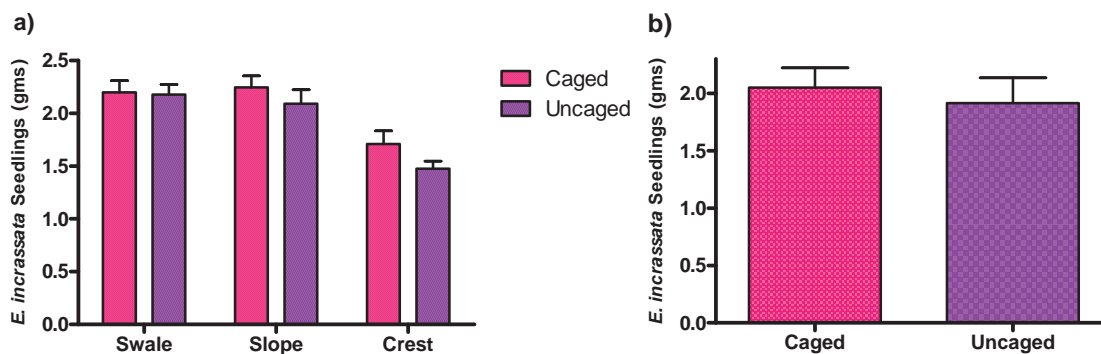 a)
E. incrassata Seedlings (gms)
2.5
2.0
1.5
1.0
2.5
0.0
Swale Slope Crest
Caged
Uncaged
b)
E. incrassata Seedlings (gms)
2.0
1.5
1.0
0.5
0.0
Caged Uncaged